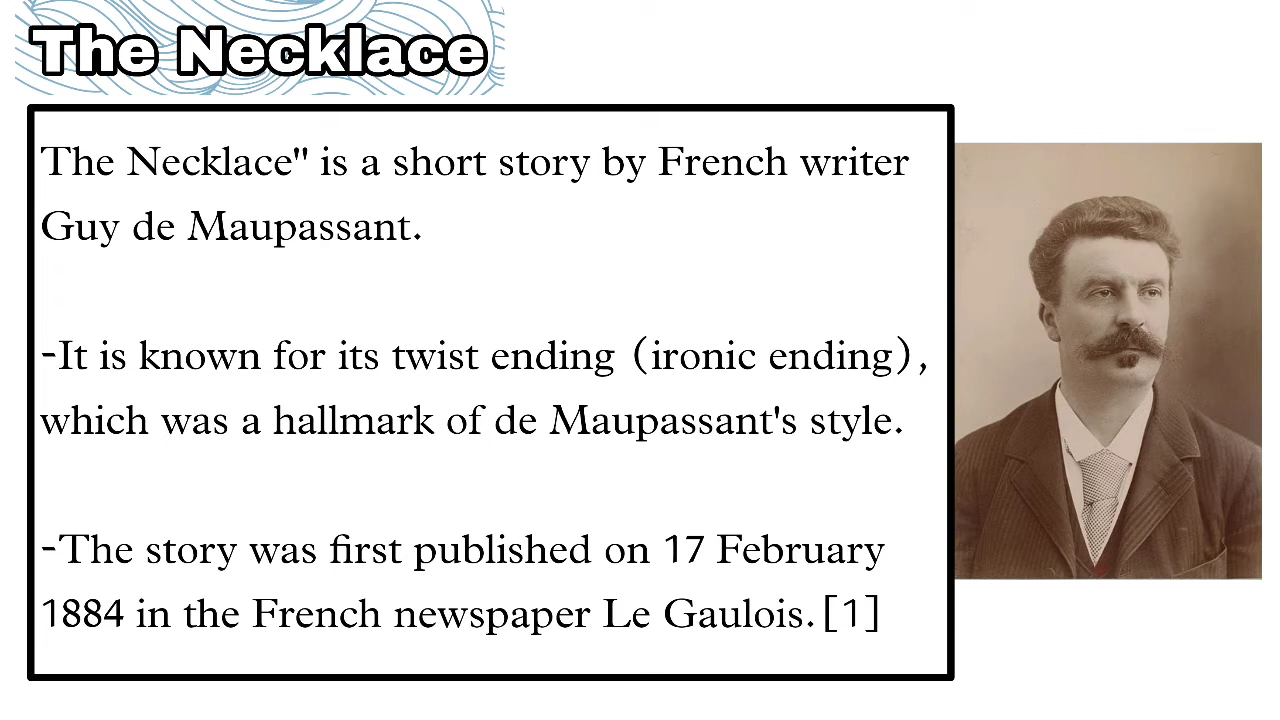 The Necklace
The Necklace" is a short story by French writer
Guy de Maupassant.
-It is known for its twist ending (ironic ending),
which was a hallmark of de Maupassant's style.
-The story was first published on 17 February
1884 in the French newspaper Le Gaulois.[1]